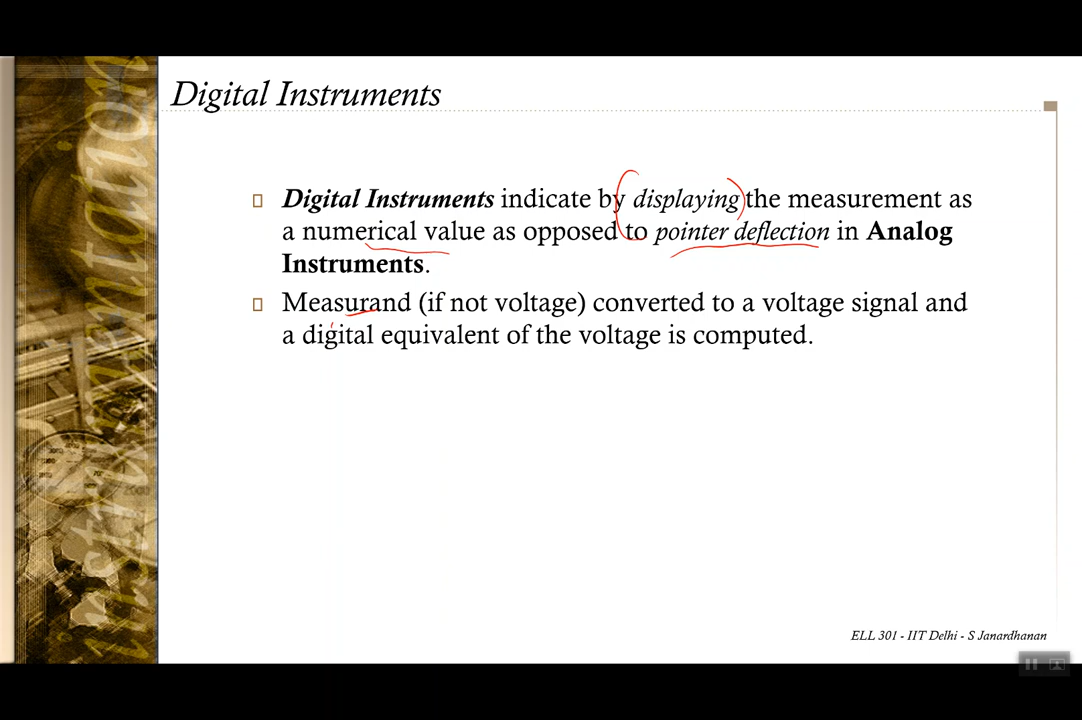 Digital Instruments
Digital Instruments indicate by displaying the measurement as
a numerical value as opposed to pointer deflection in Analog
Instruments.
Measurand (if not voltage) converted to a voltage signal and
a digital equivalent of the voltage is computed.
instrumentation
ELL 301 - IIT Delhi - S Janardhanan